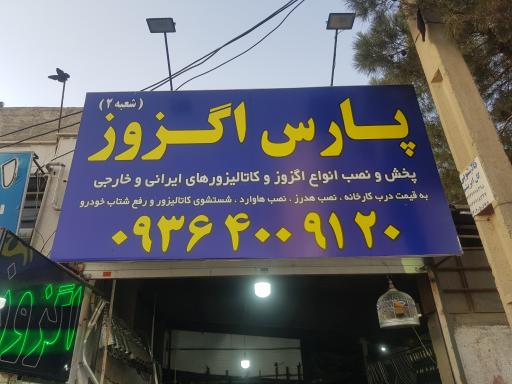 پارس اگزوز
(شعبه ۲)
پخش و نصب انواع اگزوز و کاتالیزورهای ایرانی و خارجی
به قیمت درب کارخانه ، نصب هدرز ، نصب هاوارد ، شستشوی کاتالیزور و رفع شتاب خودرو
۰۹۳۶ ۴۰۰ ۹۱ ۲۰
اگزوز